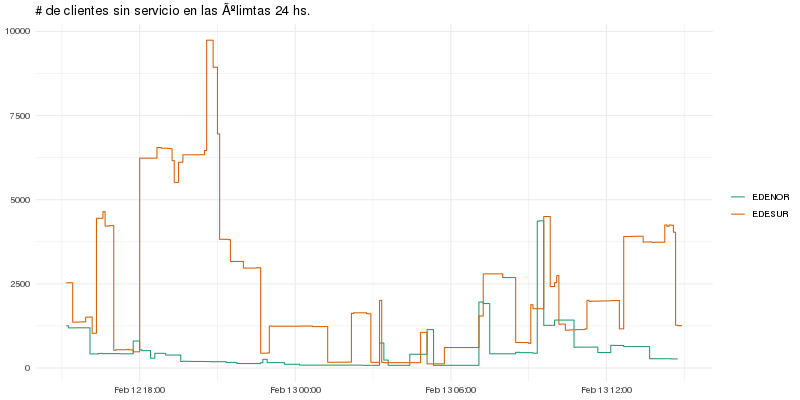 # de clientes sin servicio en las Ãºlimtas 24 hs.
10000
7500
5000
2500
0
Feb 12 18:00
Feb 13 00:00
Feb 13 06:00
Feb 13 12:00
EDENOR
EDESUR